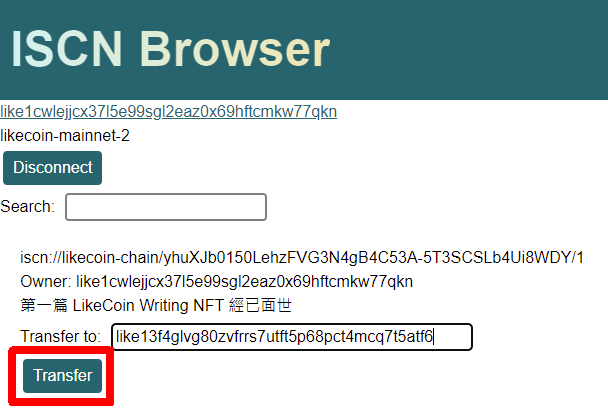 ISCN Browser
like1cwlejjcx37l5e99sgl2eaz0x69hftcmkw77qkn
likecoin-mainnet-2
Disconnect
Search:
iscn://likecoin-chain/yhuXJb0150LehzFVG3N4gB4C53A-5T3SCSLb4Ui8WDY/1
Owner: like1cwlejjcx37l5e99sgl2eaz0x69hftcmkw77qkn
第一篇 LikeCoin Writing NFT 經已面世
Transfer to: like13f4glvg80zvfrrs7utft5p68pct4mcq7t5atf6
Transfer